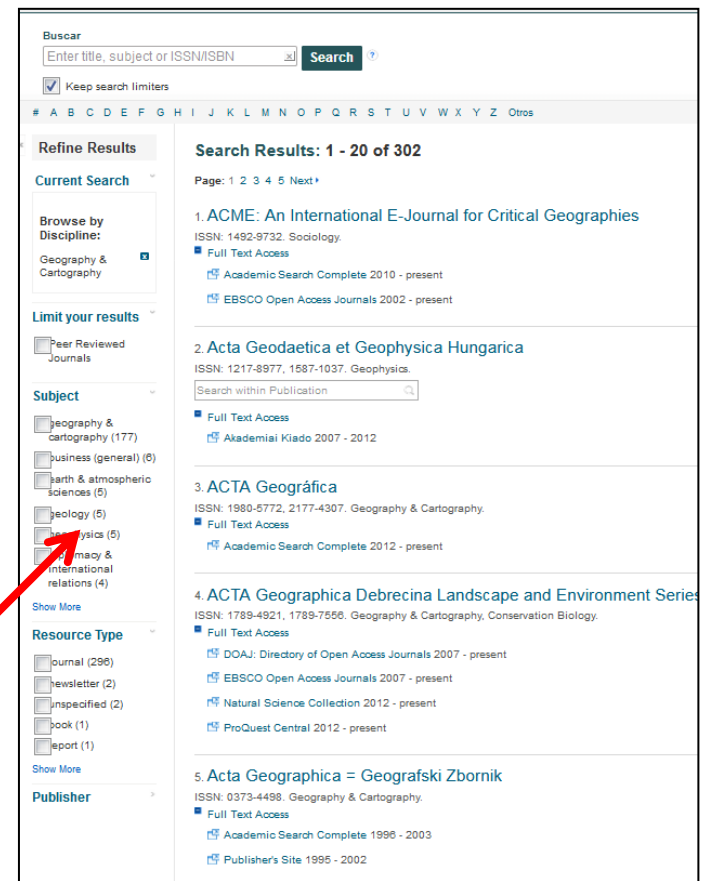 Buscar
Enter title, subject or ISSN/ISBN Search ?
Keep search limiters
# A B C D E F G H I J K L M N O P Q R S T U V W X Y Z Otros
Refine Results
Current Search
Browse by
Discipline:
Geography &
Cartography
x
Limit your results
Peer Reviewed
Journals
Subject
geography &
cartography (177)
business (general) (6)
earth & atmospheric
sciences (5)
geology (5)
(5)
international
relations (4)
Show More
Resource Type
journal (296)
newsletter (2)
unspecified (2)
book (1)
report (1)
Show More
Publisher
Search Results: 1 - 20 of 302
Page: 1 2 3 4 5 Next
1. ACME: An International E-Journal for Critical Geographies
ISSN: 1492-9732. Sociology.
Full Text Access
Academic Search Complete 2010 - present
EBSCO Open Access Journals 2002 - present
2. Acta Geodaetica et Geophysica Hungarica
ISSN: 1217-8977, 1587-1037. Geophysics.
Search within Publication
Full Text Access
Akademiai Kiado 2007 - 2012
3. ACTA Geográfica
ISSN: 1980-5772, 2177-4307. Geography & Cartography.
Full Text Access
Academic Search Complete 2012 - present
4. ACTA Geographica Debrecina Landscape and Environment Series
ISSN: 1789-4921, 1789-7556. Geography & Cartography, Conservation Biology.
Full Text Access
DOAJ: Directory of Open Access Journals 2007 - present
EBSCO Open Access Journals 2007 - present
Natural Science Collection 2012 - present
ProQuest Central 2012 - present
5. Acta Geographica = Geografski Zbornik
ISSN: 0373-4498. Geography & Cartography.
Full Text Access
Academic Search Complete 1996 - 2003
Publisher's Site 1995 - 2002